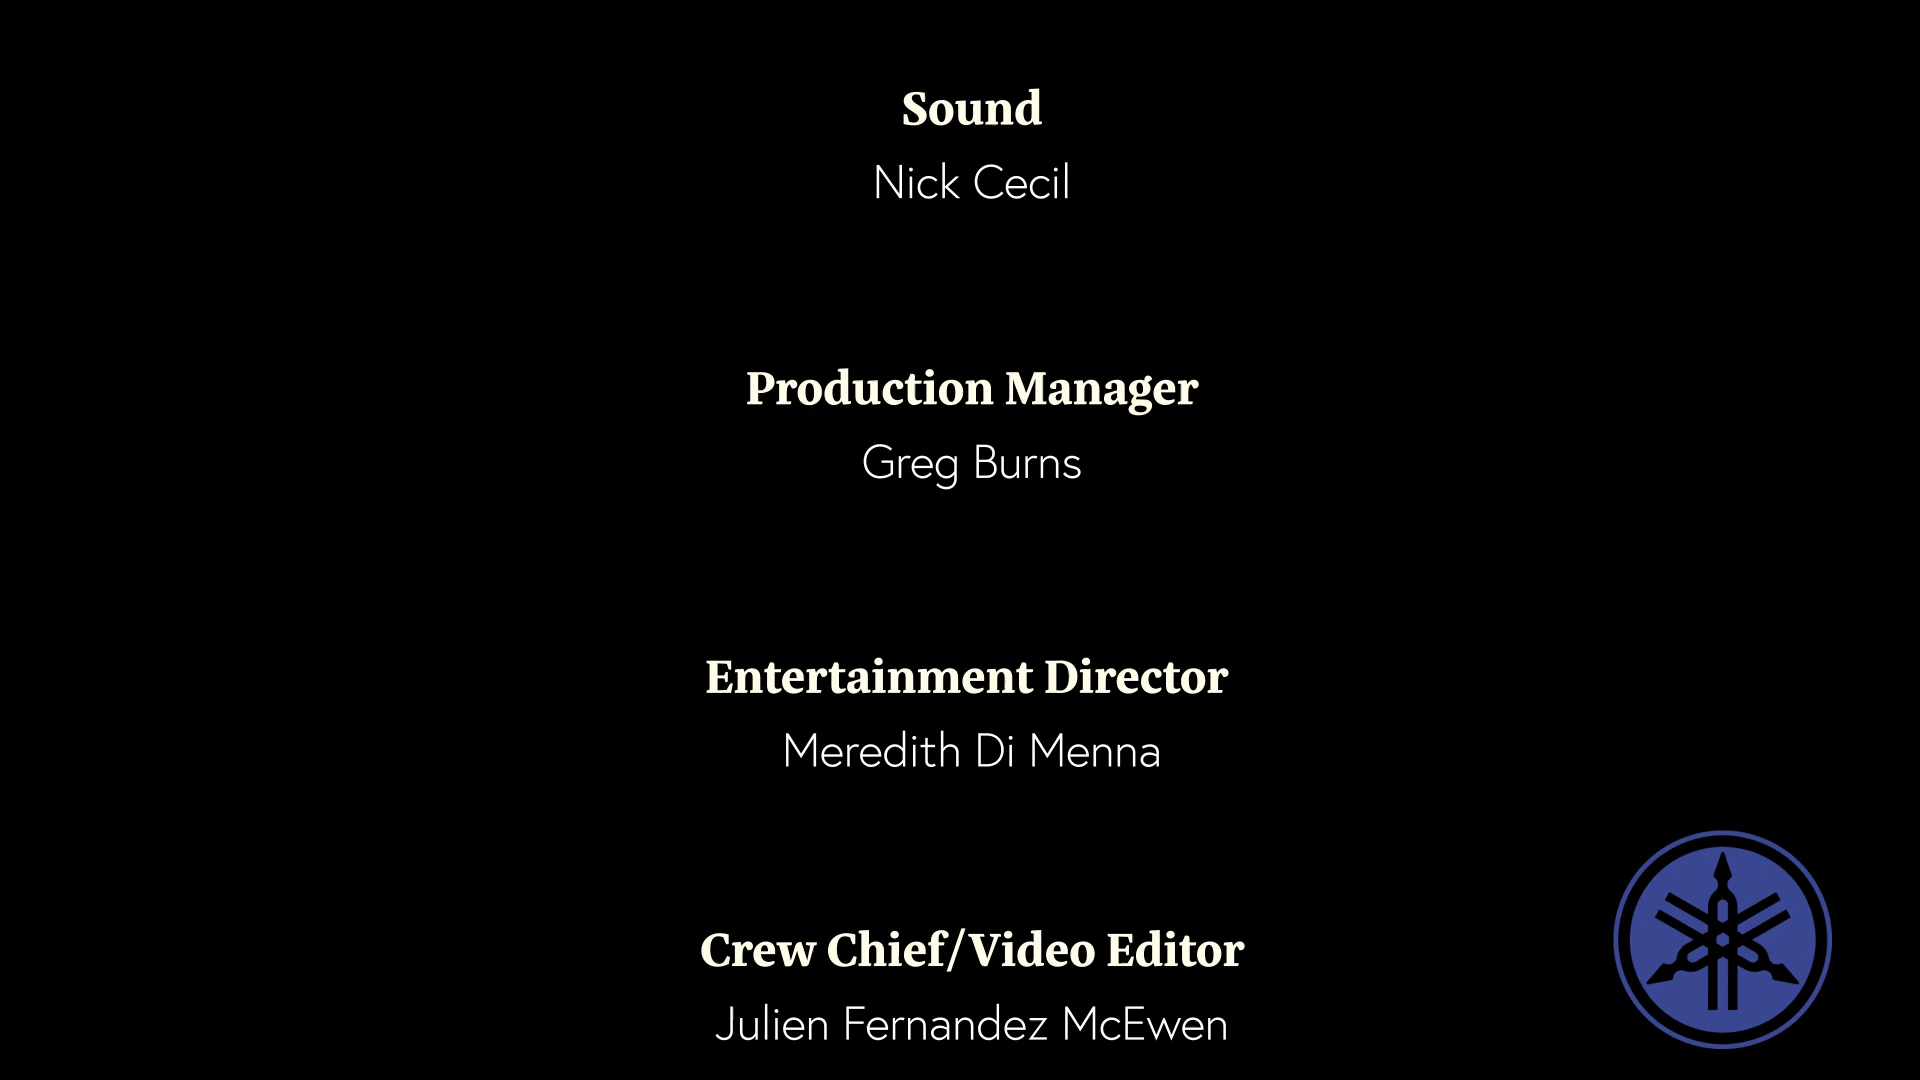 Sound
Nick Cecil
Production Manager
Greg Burns
Entertainment Director
Meredith Di Menna
Crew Chief/Video Editor
Julien Fernandez McEwen